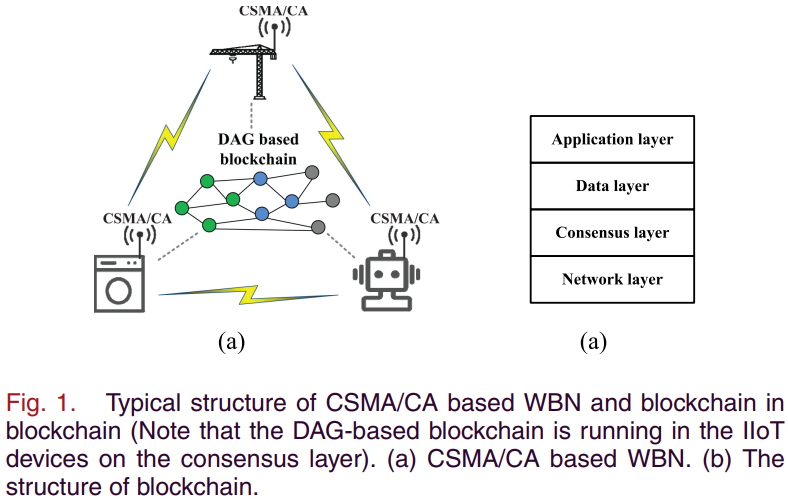 CSMA/CA
DAG based
blockchain
CSMA/CA
CSMA/CA
(a)
Application layer
Data layer
Consensus layer
Network layer
(a)
Fig. 1. Typical structure of CSMA/CA based WBN and blockchain in
blockchain (Note that the DAG-based blockchain is running in the IIoT
devices on the consensus layer). (a) CSMA/CA based WBN. (b) The
structure of blockchain.